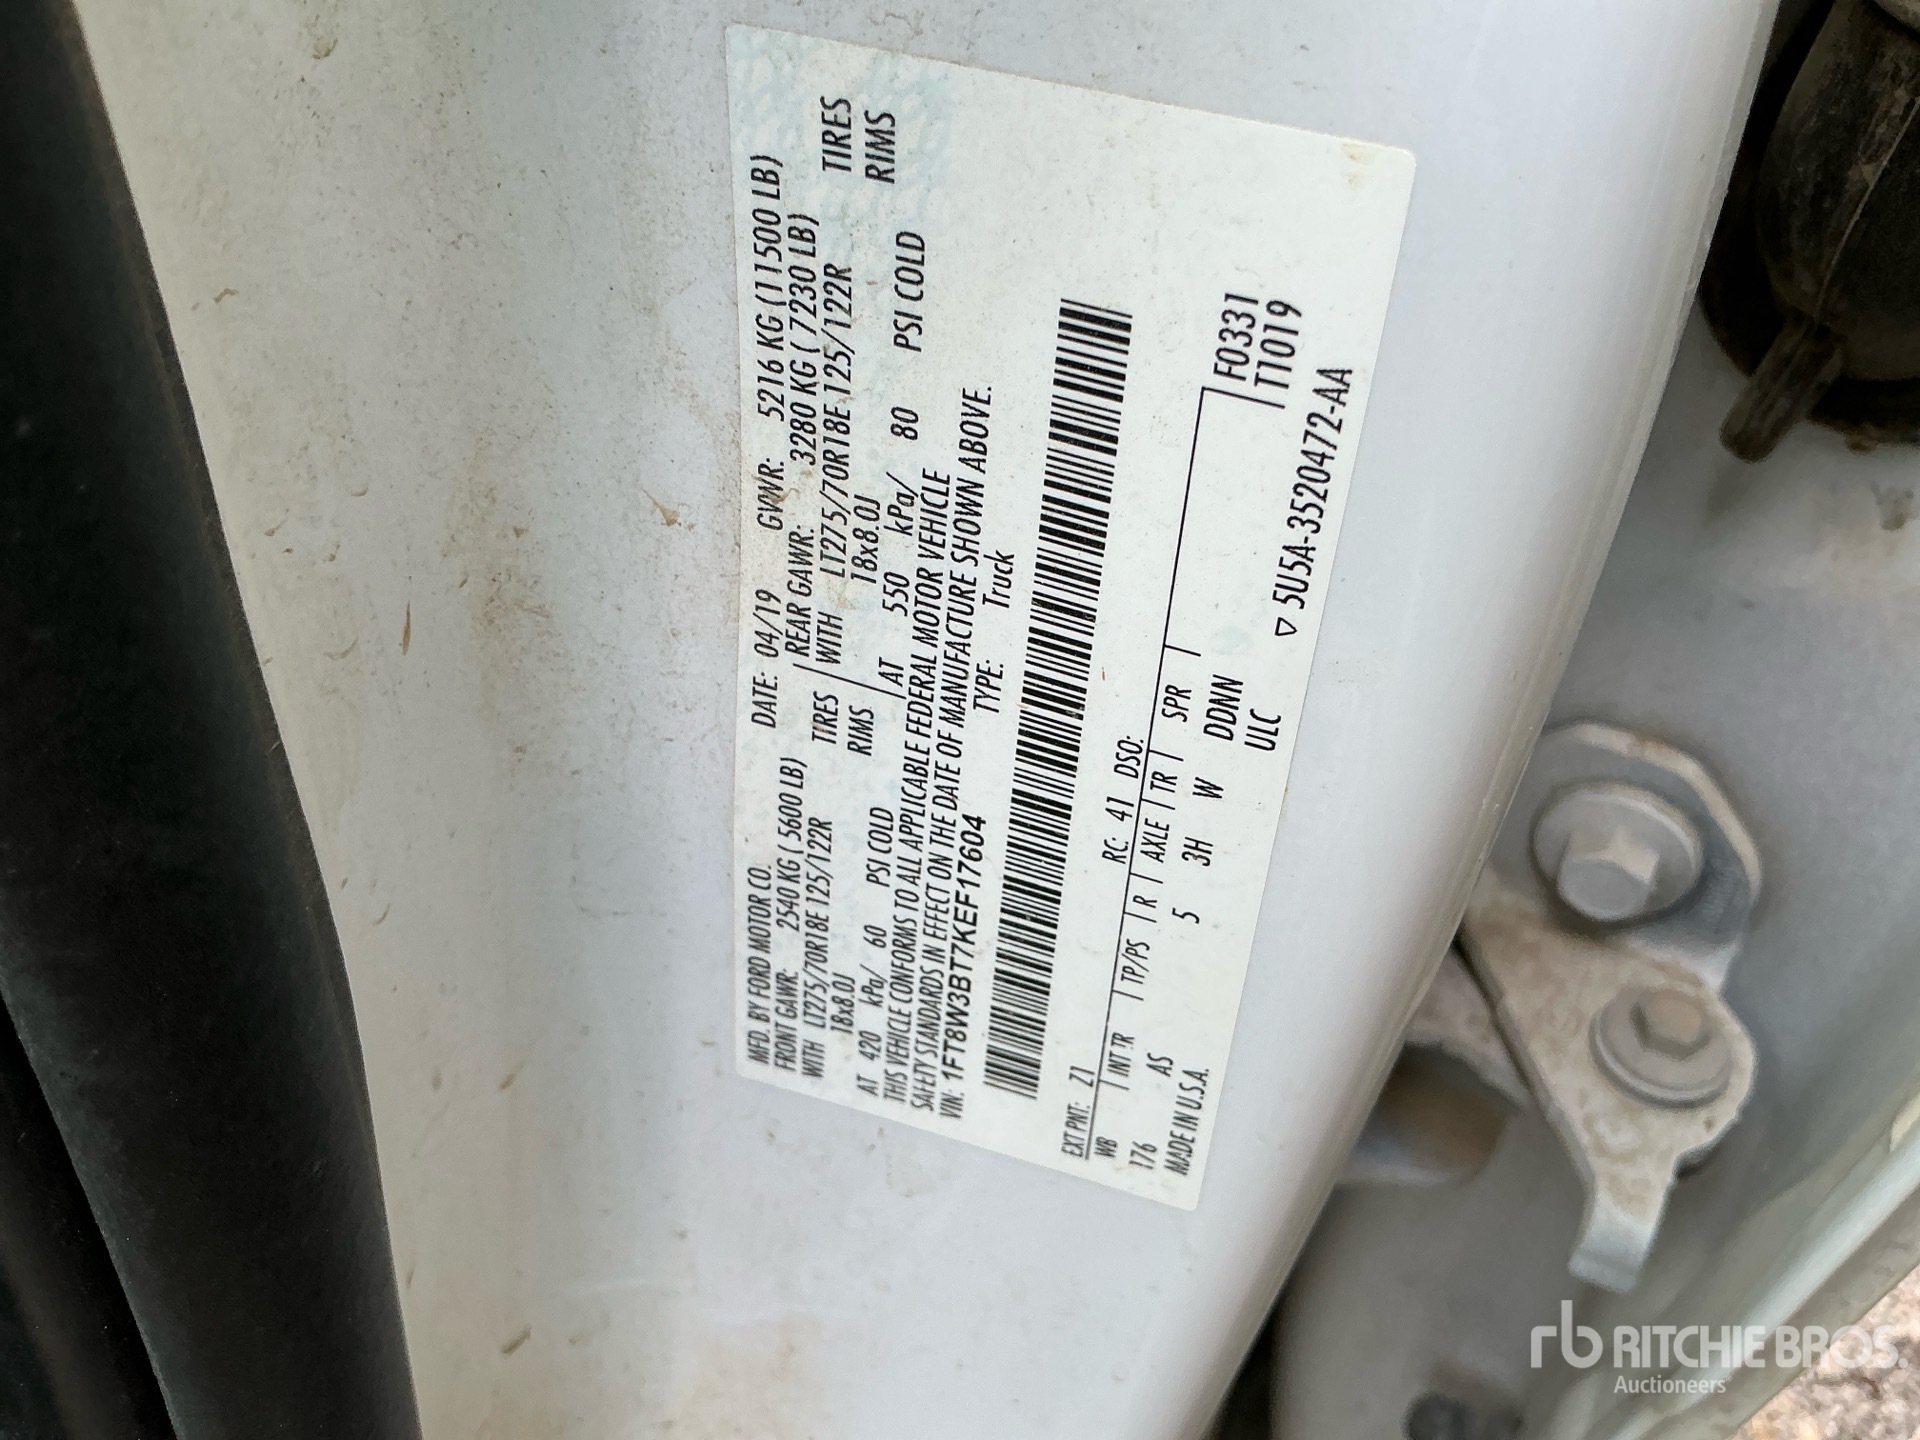 MFD. BY FORD MOTOR CO. DATE: 04/19 GVWR: 5216 KG (11500 LB)
FRONT GAWR: 2540 KG (5600 LB) REAR GAWR: 3280 KG (7230 LB)
WITH LT275/70R18E 125/122R TIRES WITH LT275/70R18E 125/122R TIRES
18x8.0J RIMS 18x8.0J RIMS
AT 420 kPa/ 60 PSI COLD AT 550 kPa/ 80 PSI COLD
THIS VEHICLE CONFORMS TO ALL APPLICABLE FEDERAL MOTOR VEHICLE
SAFETY STANDARDS IN EFFECT ON THE DATE OF MANUFACTURE SHOWN ABOVE.
VIN: 1FT8W3BT7KEF17604 TYPE: Truck
EXT PNT: Z1 RC: 41 DSO:
WB INT TR TP/PS R AXLE TR SPR F0331
176 AS 5 3H W DDNN T1019
MADE IN U.S.A. ULC
▽ 5U5A-3520472-AA
rb RITCHIE BROS.
Auctioneers